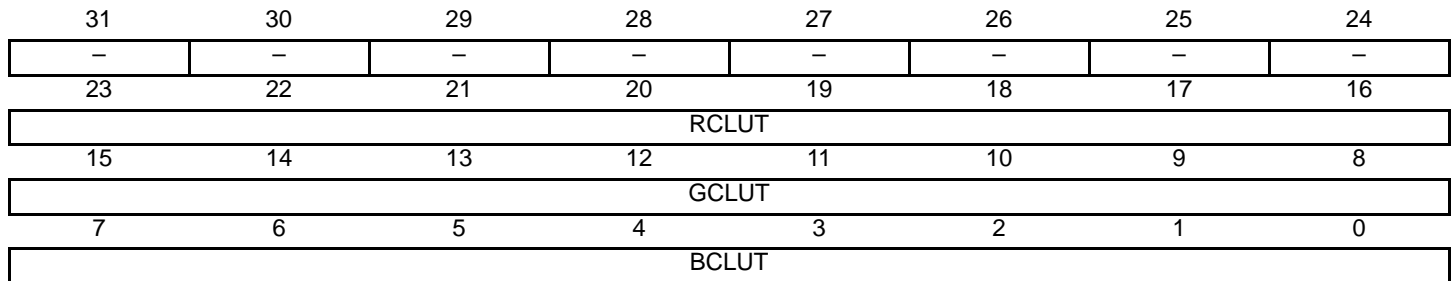 31 30 29 28 27 26 25 24
– – – – – – – –
23 22 21 20 19 18 17 16
RCLUT
15 14 13 12 11 10 9 8
GCLUT
7 6 5 4 3 2 1 0
BCLUT